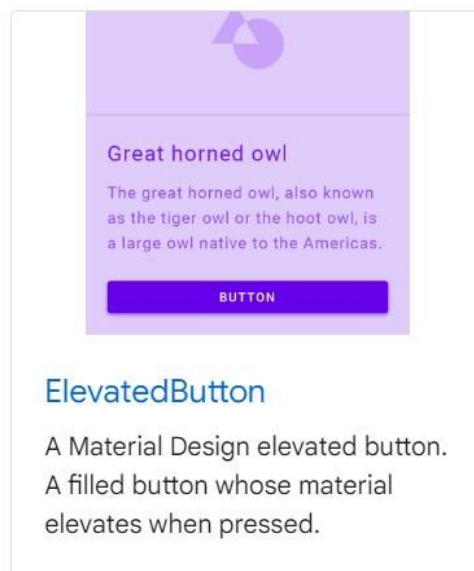 Great horned owl
The great horned owl, also known
as the tiger owl or the hoot owl, is
a large owl native to the Americas.
BUTTON
ElevatedButton
A Material Design elevated button.
A filled button whose material
elevates when pressed.